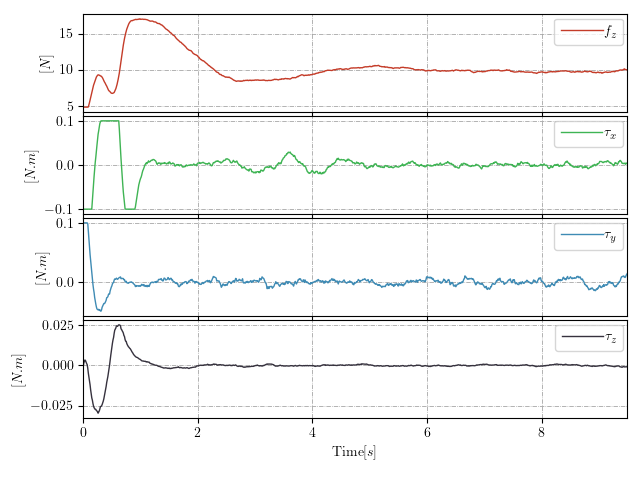 15
10
5
[N]
f_z
0.1
0.0
−0.1
[N.m]
τ_x
0.1
0.0
[N.m]
τ_y
0.025
0.000
−0.025
[N.m]
τ_z
0 2 4 6 8
Time[s]